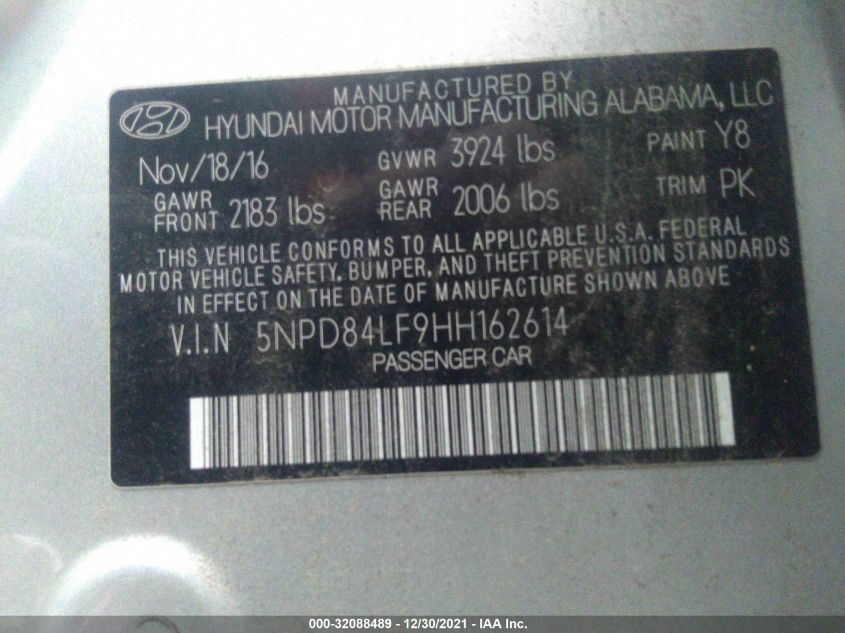 MANUFACTURED BY
HYUNDAI MOTOR MANUFACTURING ALABAMA, LLC
Nov/18/16 GVWR 3924 lbs PAINT Y8
GAWR FRONT 2183 lbs GAWR REAR 2006 lbs TRIM PK
THIS VEHICLE CONFORMS TO ALL APPLICABLE U.S.A. FEDERAL
MOTOR VEHICLE SAFETY, BUMPER, AND THEFT PREVENTION STANDARDS
IN EFFECT ON THE DATE OF MANUFACTURE SHOWN ABOVE
V.I.N 5NPD84LF9HH162614
PASSENGER CAR
000-32088489 - 12/30/2021 - IAA Inc.